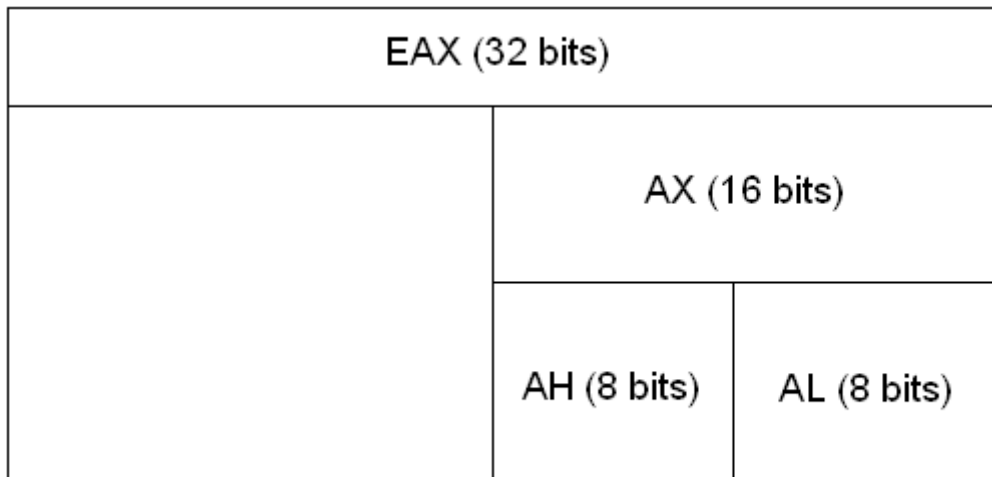 EAX (32 bits)
AX (16 bits)
AH (8 bits)
AL (8 bits)